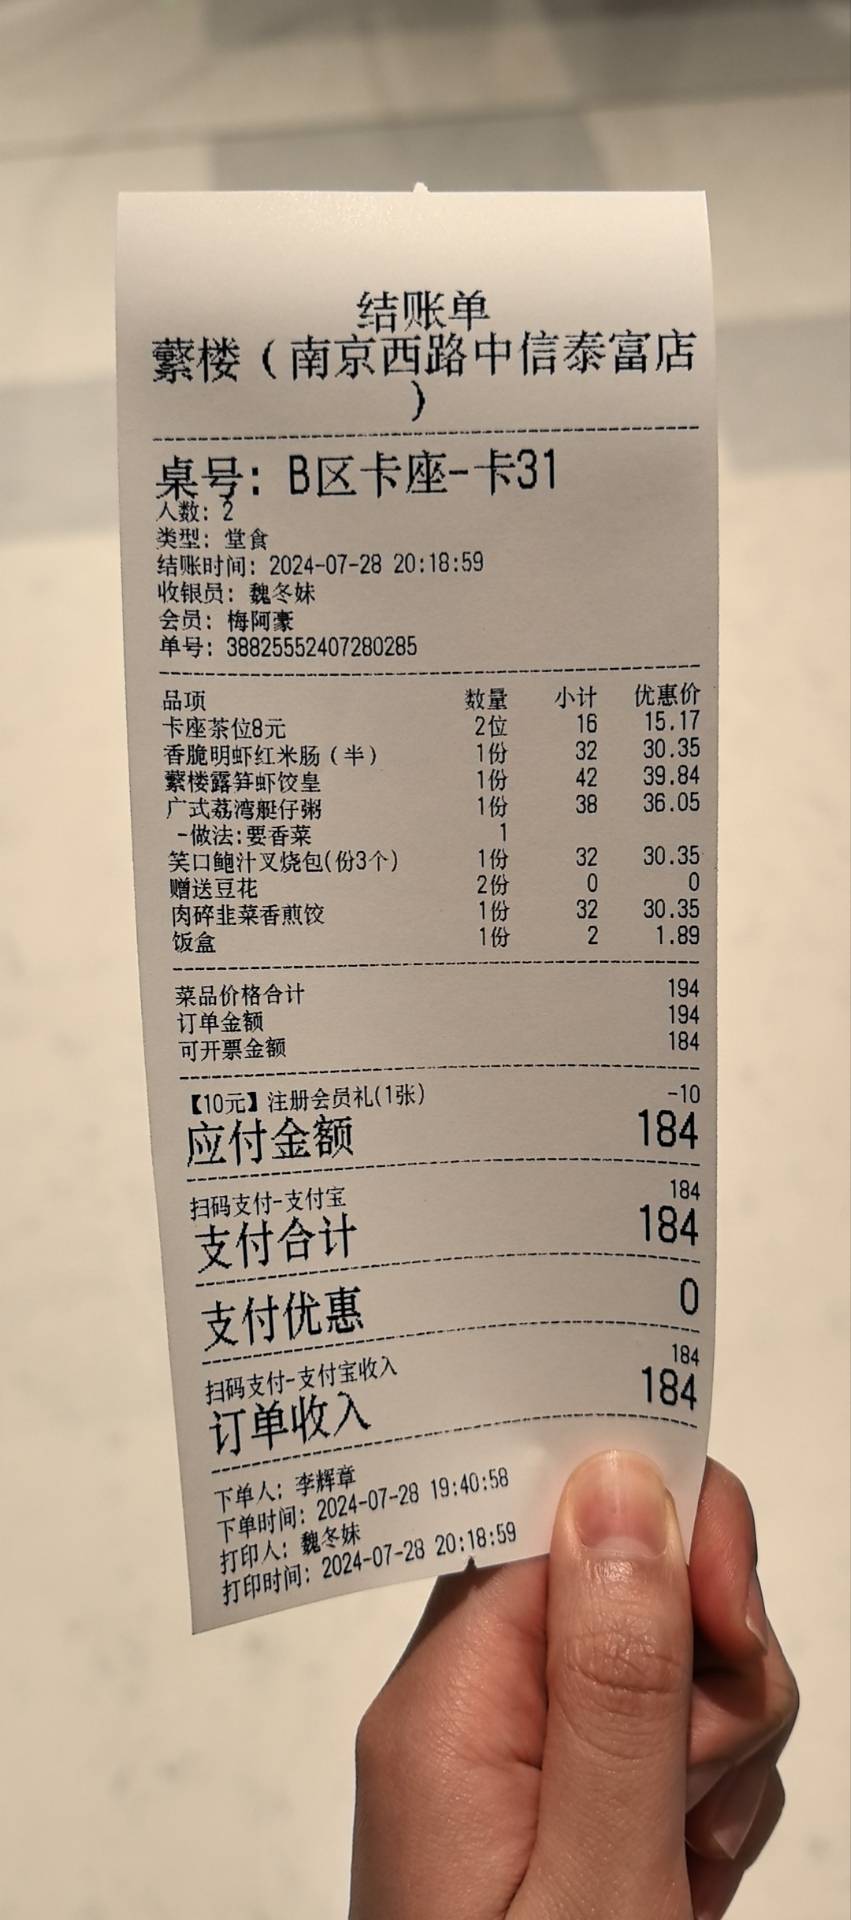 结账单
蘩楼（南京西路中信泰富店
）
桌号：B区卡座-卡31
人数：2
类型：堂食
结账时间：2024-07-28 20:18:59
收银员：魏冬妹
会员：梅阿豪
单号：38825552407280285
品项 数量 小计 优惠价
卡座茶位8元 2位 16 15.17
香脆明虾红米肠（半） 1份 32 30.35
蘩楼露笋虾饺皇 1份 42 39.84
广式荔湾艇仔粥 1份 38 36.05
-做法:要香菜 1
笑口鲍汁叉烧包(份3个) 1份 32 30.35
赠送豆花 2份 0 0
肉碎韭菜香煎饺 1份 32 30.35
饭盒 1份 2 1.89
菜品价格合计 194
订单金额 194
可开票金额 184
【10元】注册会员礼(1张) -10
应付金额 184
扫码支付-支付宝 184
支付合计 184
支付优惠 0
扫码支付-支付宝收入 184
订单收入 184
下单人：李辉章
下单时间：2024-07-28 19:40:58
打印人：魏冬妹
打印时间：2024-07-28 20:18:59